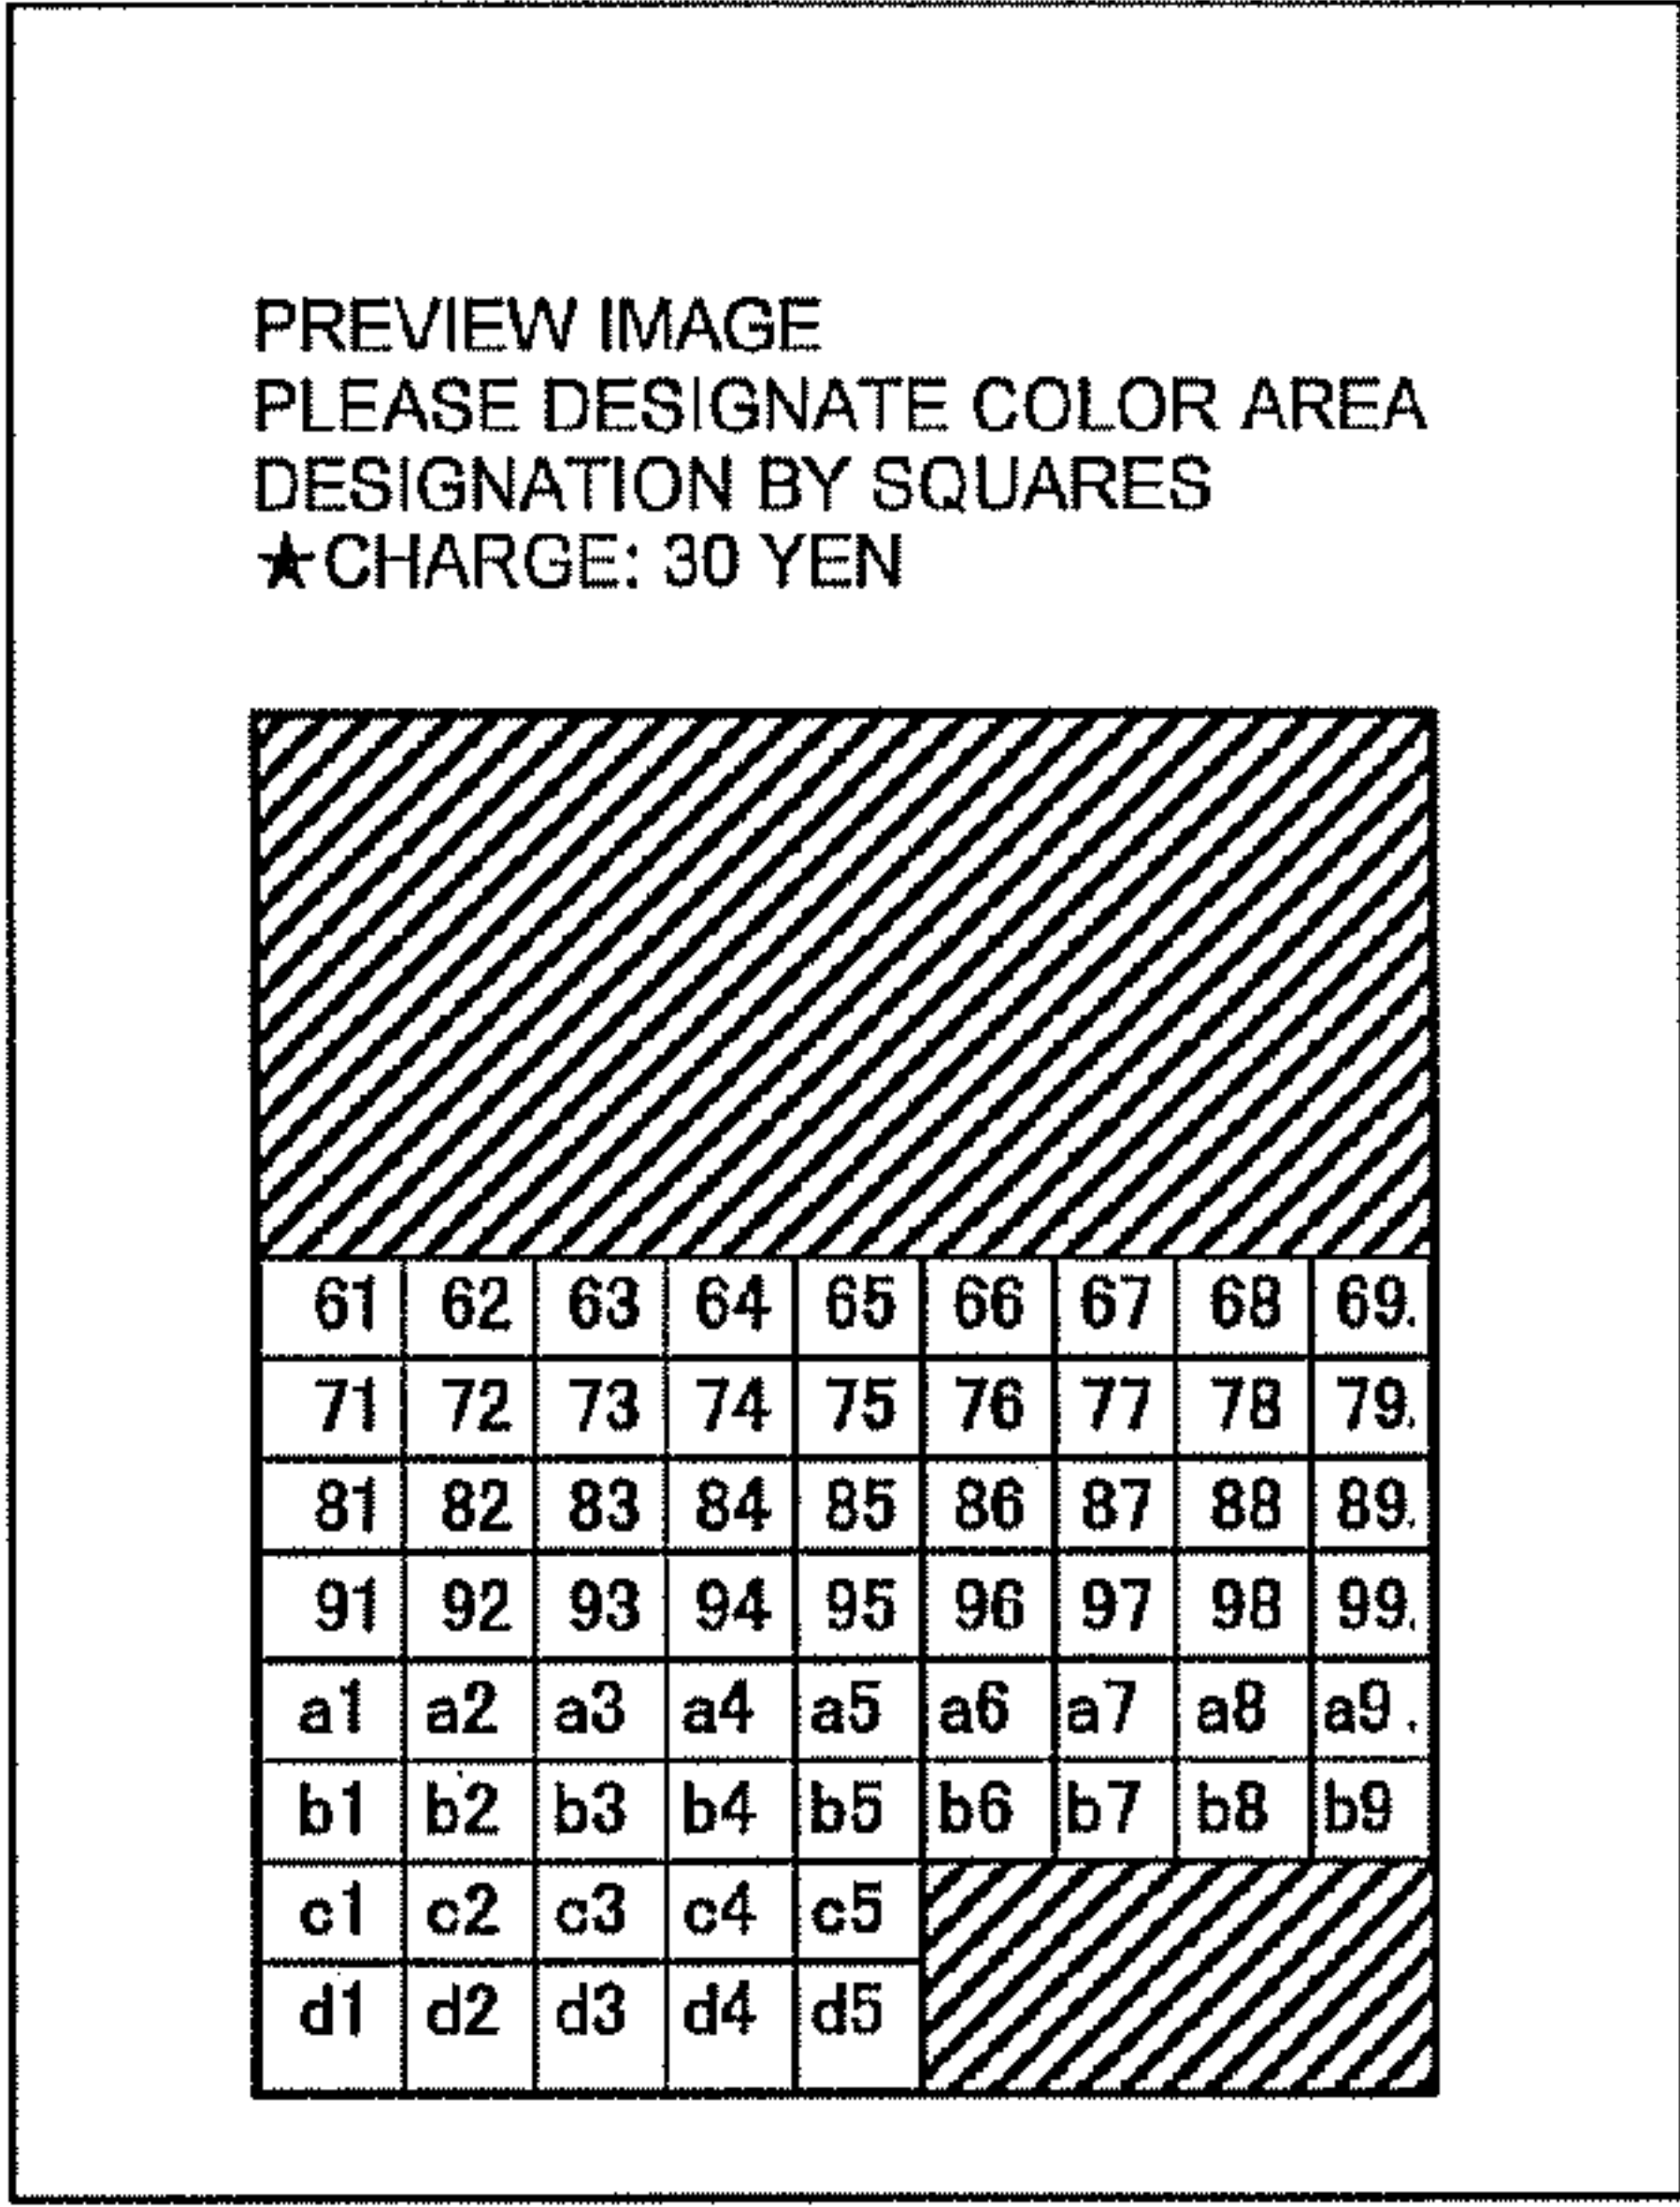 PREVIEW IMAGE
PLEASE DESIGNATE COLOR AREA
DESIGNATION BY SQUARES
★CHARGE: 30 YEN
61 62 63 64 65 66 67 68 69.
71 72 73 74 75 76 77 78 79.
81 82 83 84 85 86 87 88 89.
91 92 93 94 95 96 97 98 99.
a1 a2 a3 a4 a5 a6 a7 a8 a9.
b1 b2 b3 b4 b5 b6 b7 b8 b9
c1 c2 c3 c4 c5
d1 d2 d3 d4 d5